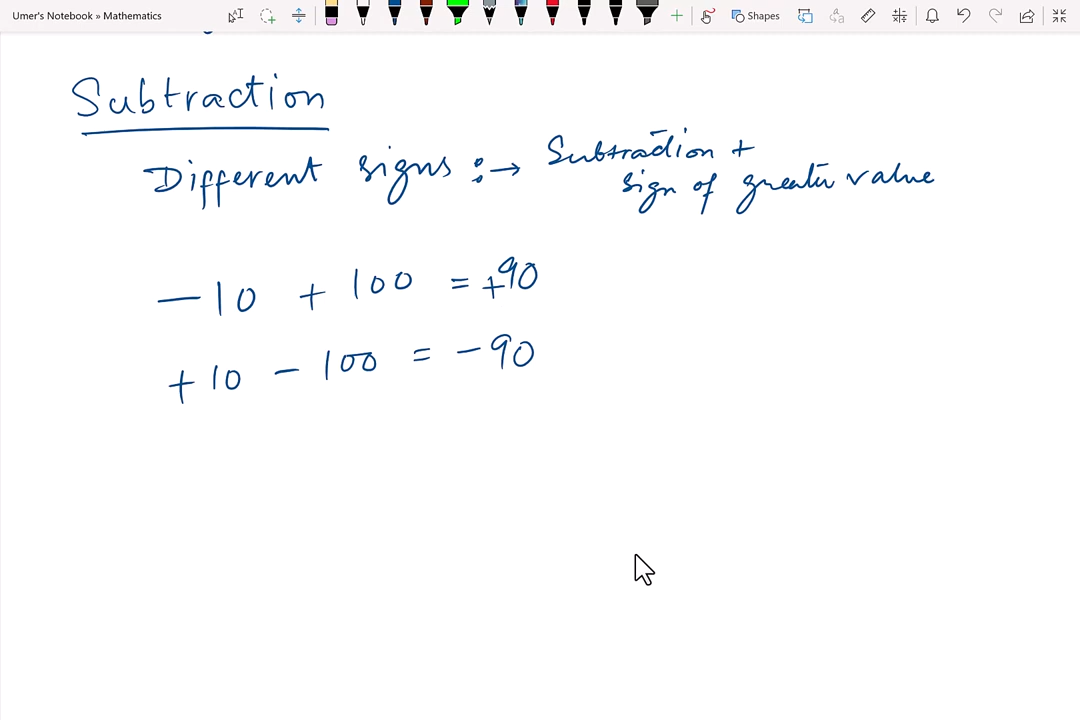 Umer's Notebook » Mathematics
Shapes
Subtraction
Different signs :→ Subtraction +
sign of greater value
-10 + 100 = +90
+10 - 100 = -90